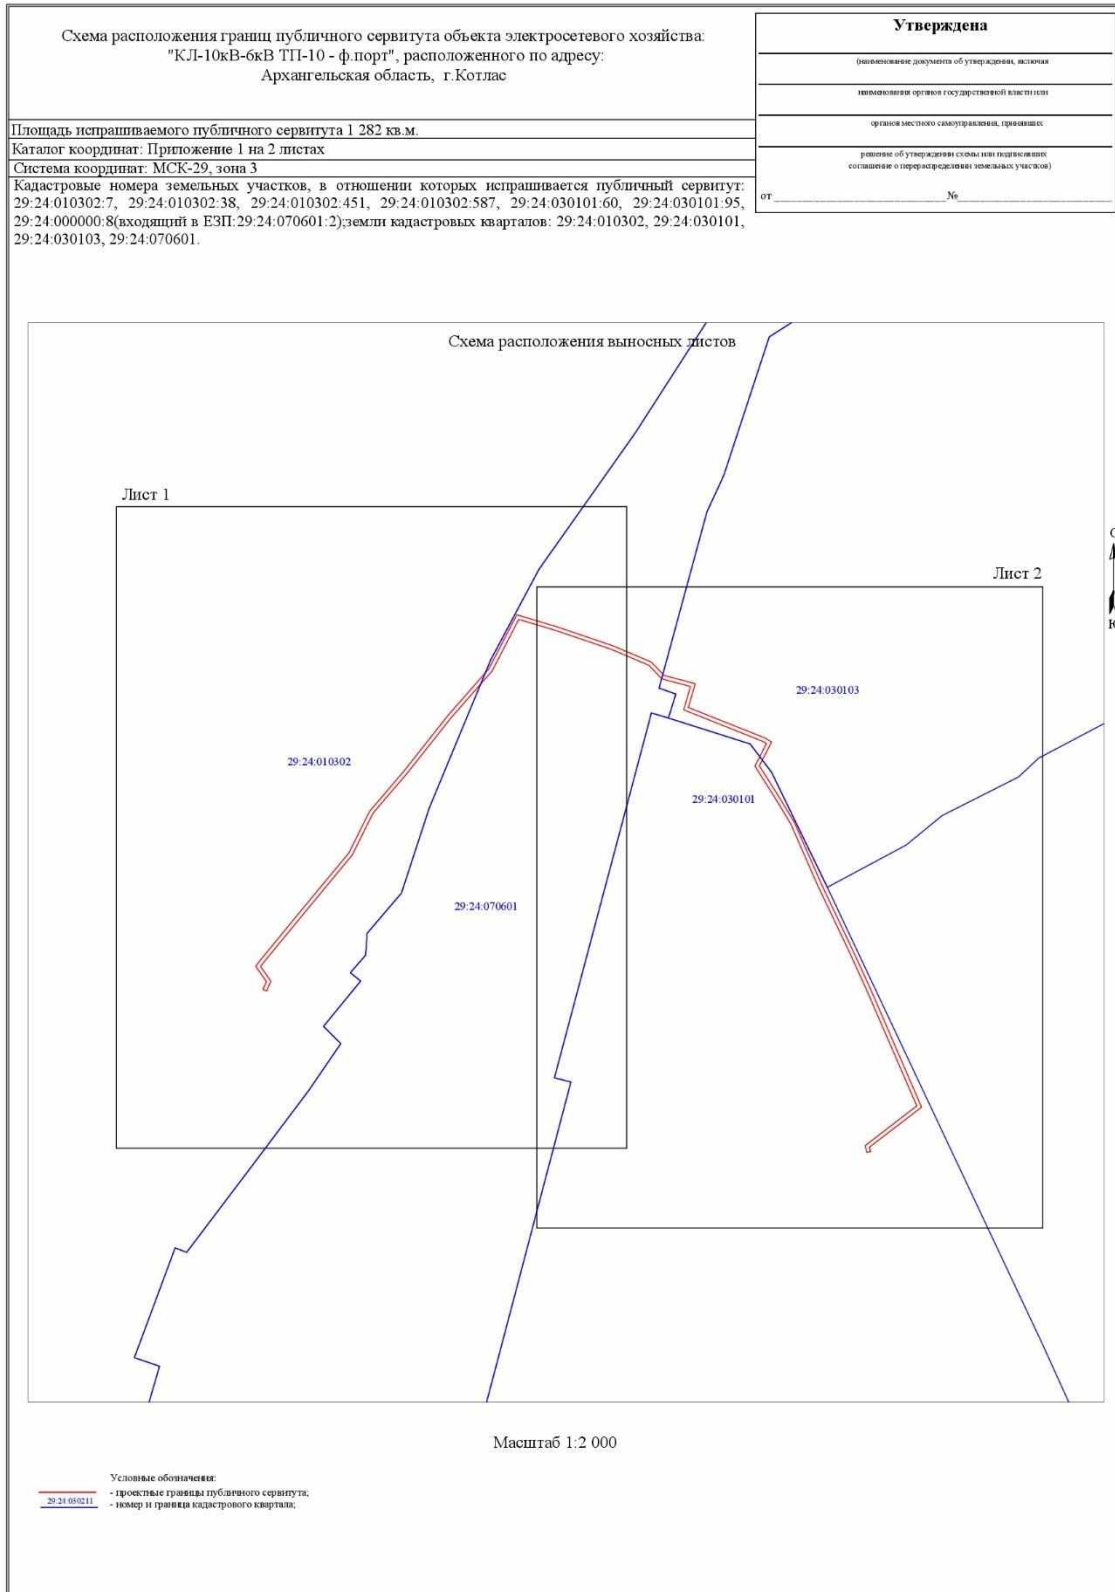 Схема расположения границ публичного сервитута объекта электросетевого хозяйства:
"КЛ-10кВ-6кВ ТП-10 - ф.порт", расположенного по адресу:
Архангельская область, г.Котлас
Площадь испрашиваемого публичного сервитута 1 282 кв.м.
Каталог координат: Приложение 1 на 2 листах
Система координат: МСК-29, зона 3
Кадастровые номера земельных участков, в отношении которых испрашивается публичный сервитут:
29:24:010302:7, 29:24:010302:38, 29:24:010302:451, 29:24:010302:587, 29:24:030101:60, 29:24:030101:95,
29:24:000000:8(входящий в ЕЗП:29:24:070601:2);земли кадастровых кварталов: 29:24:010302, 29:24:030101,
29:24:030103, 29:24:070601.
Утверждена
(наименование документа об утверждении, включая
наименования органов государственной власти или
органов местного самоуправления, принявших
решение об утверждении схемы или подписавших
соглашение о перераспределении земельных участков)
от № 
Схема расположения выносных листов
Лист 1
Лист 2
29:24:030103
29:24:010302
29:24:030101
29:24:070601
Масштаб 1:2 000
Условные обозначения:
- проектные границы публичного сервитута;
29:24:030211 - номер и граница кадастрового квартала;